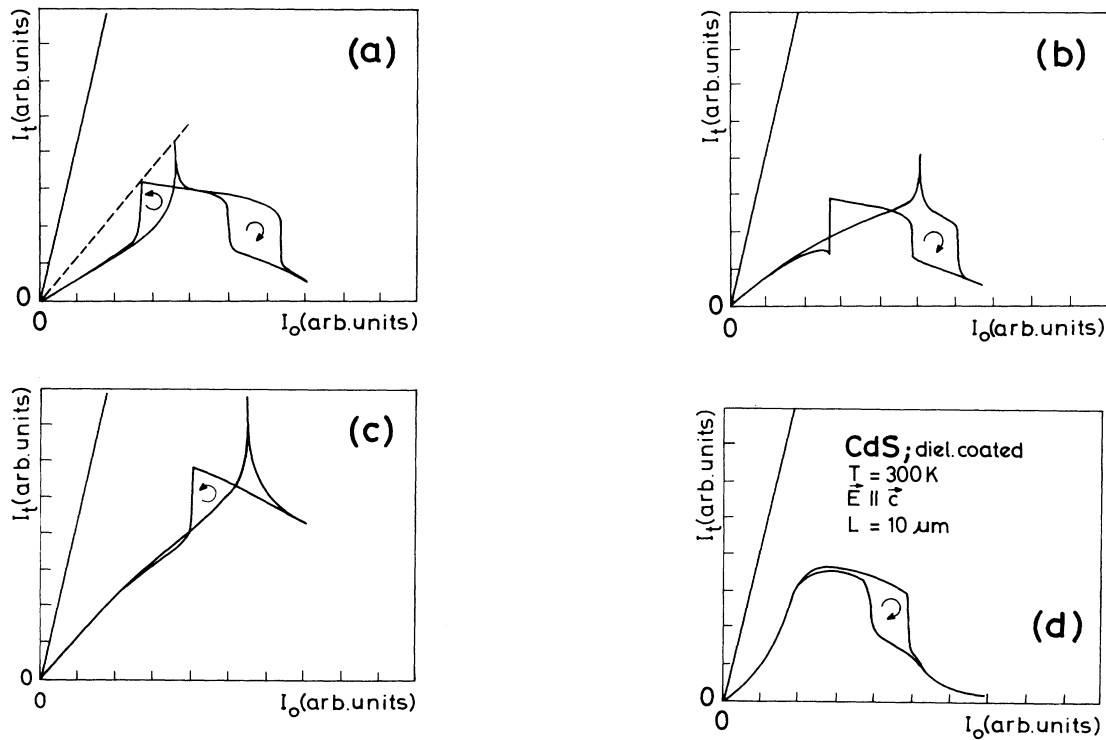 (a)
I_t(arb.units)
0
0
I_o(arb.units)
(b)
I_t(arb.units)
0
0
I_o(arb.units)
(c)
I_t(arb.units)
0
0
I_o(arb.units)
CdS; diel. coated
T = 300 K
E⃗ || c⃗
L = 10 μm
(d)
I_t(arb.units)
0
0
I_o(arb.units)